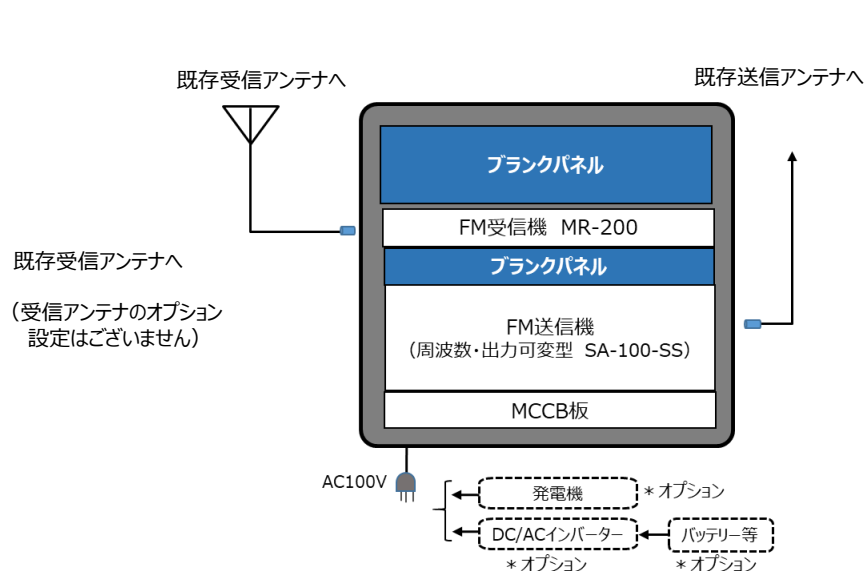 既存受信アンテナへ
既存送信アンテナへ
ブランクパネル
FM受信機 MR-200
既存受信アンテナへ
ブランクパネル
（受信アンテナのオプション
設定はございません）
FM送信機
（周波数・出力可変型 SA-100-SS）
MCCB板
AC100V
発電機
＊オプション
DC/ACインバーター
バッテリー等
＊オプション
＊オプション